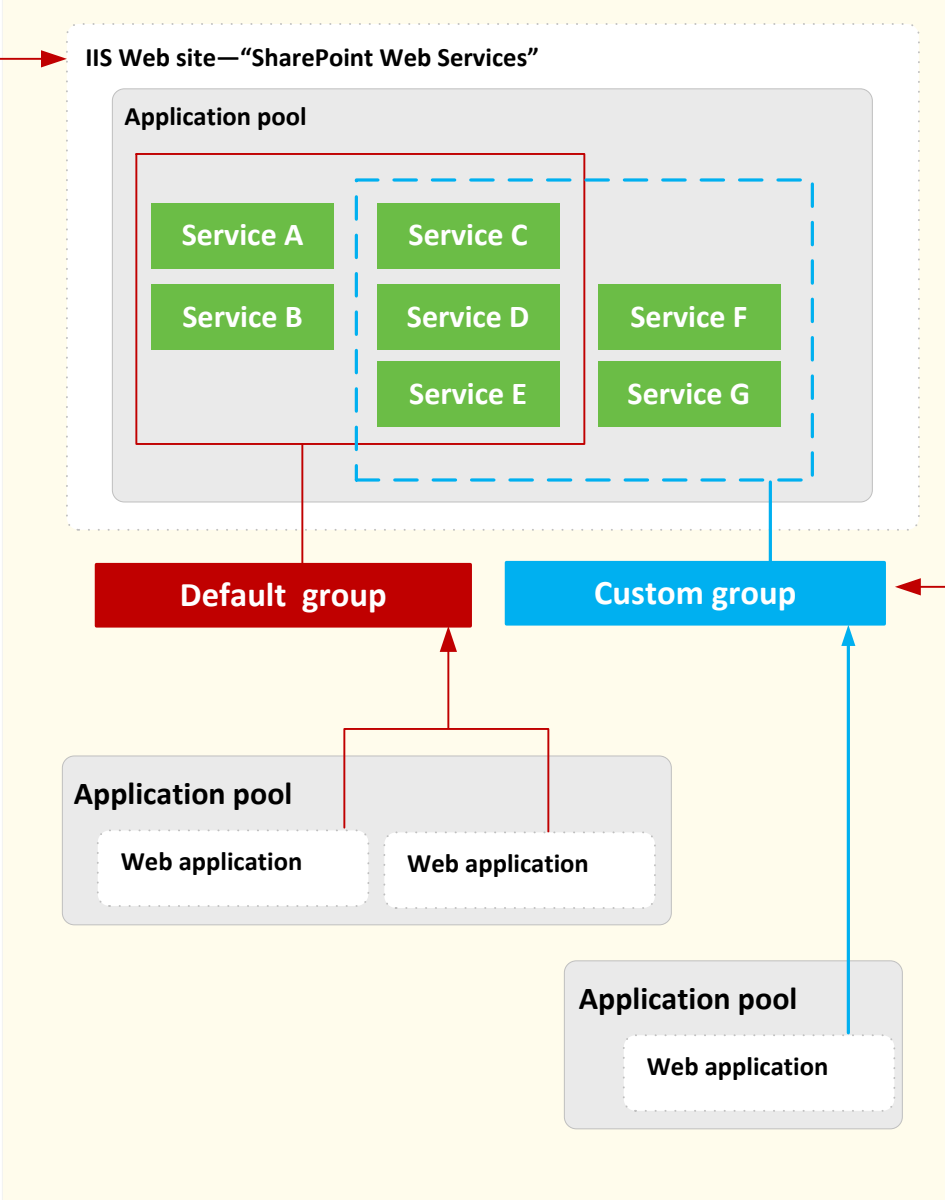 IIS Web site—“SharePoint Web Services”
Application pool
Service A
Service C
Service B
Service D
Service F
Service E
Service G
Default group
Custom group
Application pool
Web application
Web application
Application pool
Web application